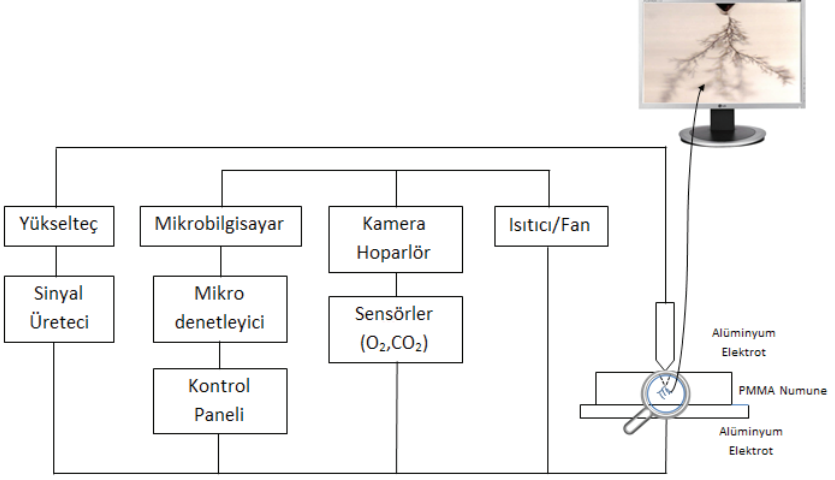 Yükselteç
Sinyal
Üreteci
Mikrobilgisayar
Mikro
denetleyici
Kontrol
Paneli
Kamera
Hoparlör
Sensörler
(O₂,CO₂)
Isıtıcı/Fan
Alüminyum
Elektrot
PMMA Numune
Alüminyum
Elektrot